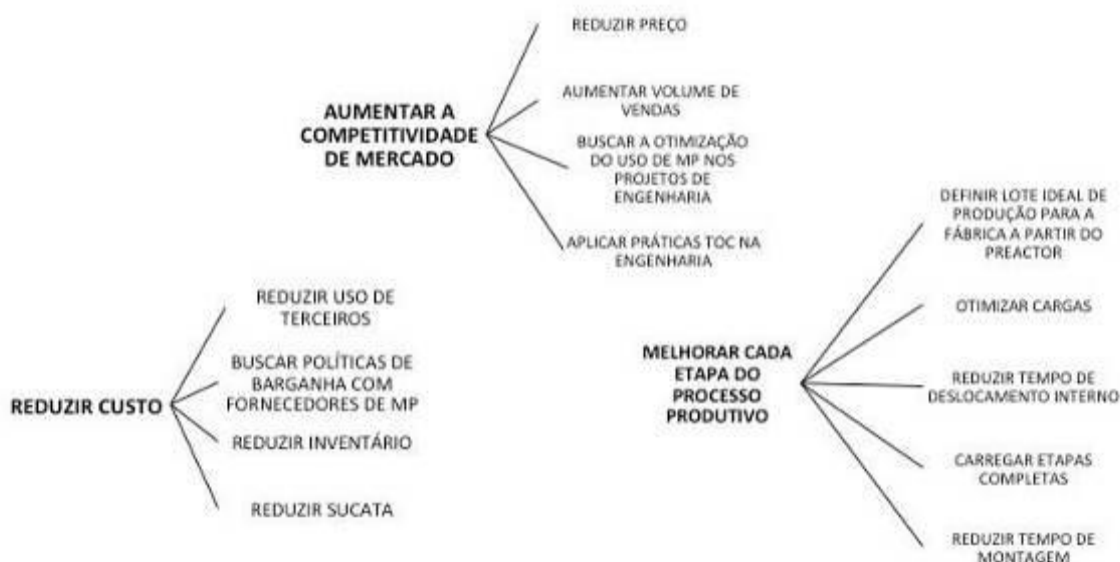 REDUZIR PREÇO
AUMENTAR A
COMPETITIVIDADE
DE MERCADO
AUMENTAR VOLUME DE
VENDAS
BUSCAR A OTIMIZAÇÃO
DO USO DE MP NOS
PROJETOS DE
ENGENHARIA
APLICAR PRÁTICAS TOC NA
ENGENHARIA
REDUZIR CUSTO
REDUZIR USO DE
TERCEIROS
BUSCAR POLÍTICAS DE
BARGANHA COM
FORNECEDORES DE MP
REDUZIR INVENTÁRIO
REDUZIR SUCATA
MELHORAR CADA
ETAPA DO
PROCESSO
PRODUTIVO
DEFINIR LOTE IDEAL DE
PRODUÇÃO PARA A
FÁBRICA A PARTIR DO
PREACTOR
OTIMIZAR CARGAS
REDUZIR TEMPO DE
DESLOCAMENTO INTERNO
CARREGAR ETAPAS
COMPLETAS
REDUZIR TEMPO DE
MONTAGEM